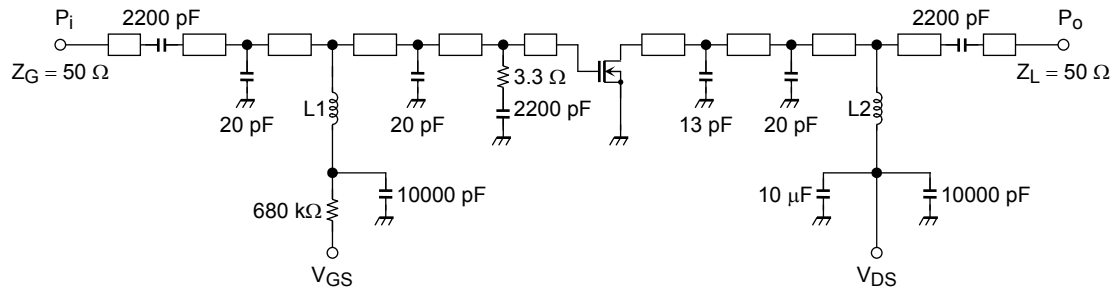 Pi
2200 pF
2200 pF
Po
ZG = 50 Ω
3.3 Ω
ZL = 50 Ω
L1
2200 pF
L2
20 pF
20 pF
13 pF
20 pF
10000 pF
10 μF
10000 pF
680 kΩ
VGS
VDS